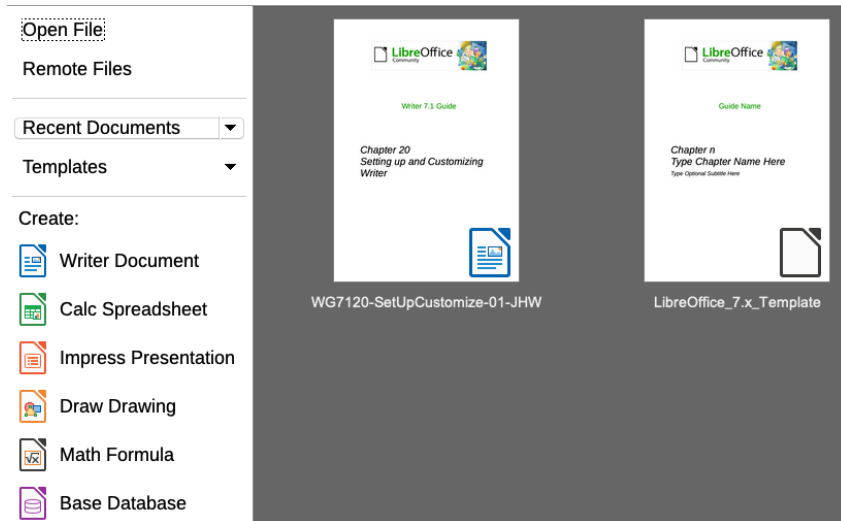 Open File
Remote Files
Recent Documents
Templates
Create:
Writer Document
Calc Spreadsheet
Impress Presentation
Draw Drawing
Math Formula
Base Database
LibreOffice
Community
Writer 7.1 Guide
Chapter 20
Setting up and Customizing
Writer
WG7120-SetUpCustomize-01-JHW
LibreOffice
Community
Guide Name
Chapter n
Type Chapter Name Here
Type Optional Subtitle Here
LibreOffice_7.x_Template